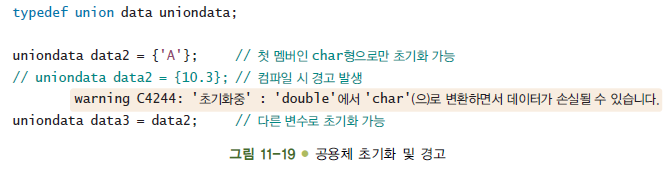 typedef union data uniondata;
uniondata data2 = {'A'}; // 첫 멤버인 char형으로만 초기화 가능
// uniondata data2 = {10.3}; // 컴파일 시 경고 발생
warning C4244: '초기화중' : 'double'에서 'char'(으)로 변환하면서 데이터가 손실될 수 있습니다.
uniondata data3 = data2; // 다른 변수로 초기화 가능
그림 11-19 ● 공용체 초기화 및 경고